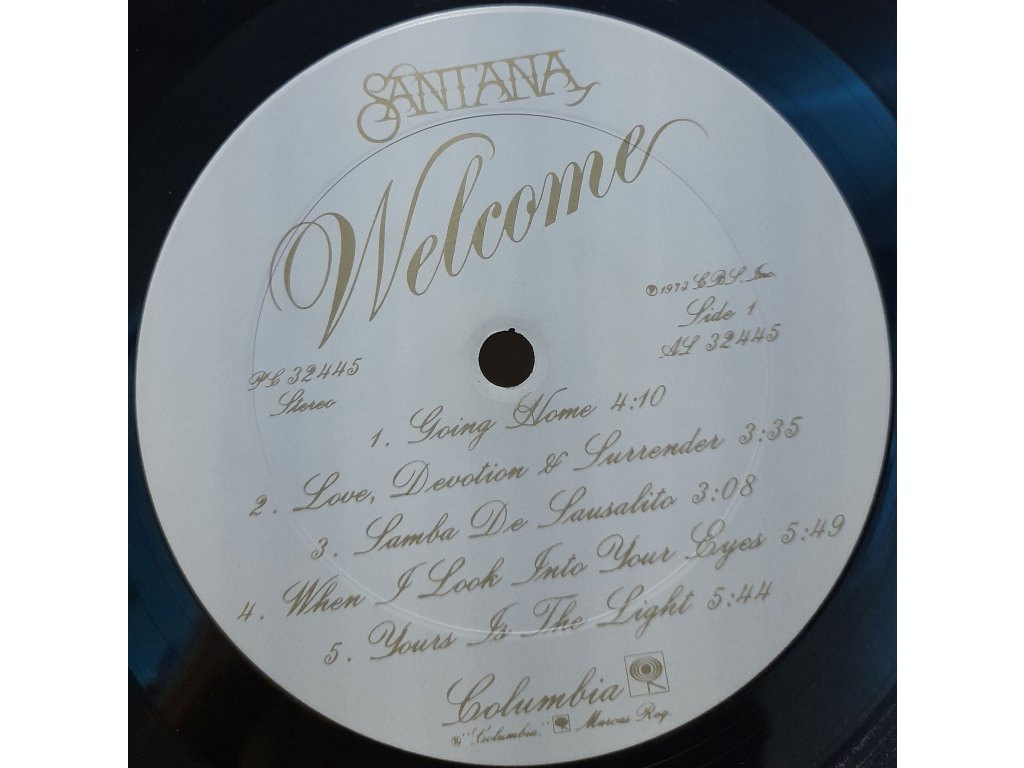 SANTANA
Welcome
℗ 1973 CBS, Inc.
Side 1
AL 32445
PC 32445
Stereo
1. Going Home 4:10
2. Love, Devotion & Surrender 3:35
3. Samba De Sausalito 3:08
4. When I Look Into Your Eyes 5:49
5. Yours Is The Light 5:44
Columbia
® "Columbia," Marcas Reg.